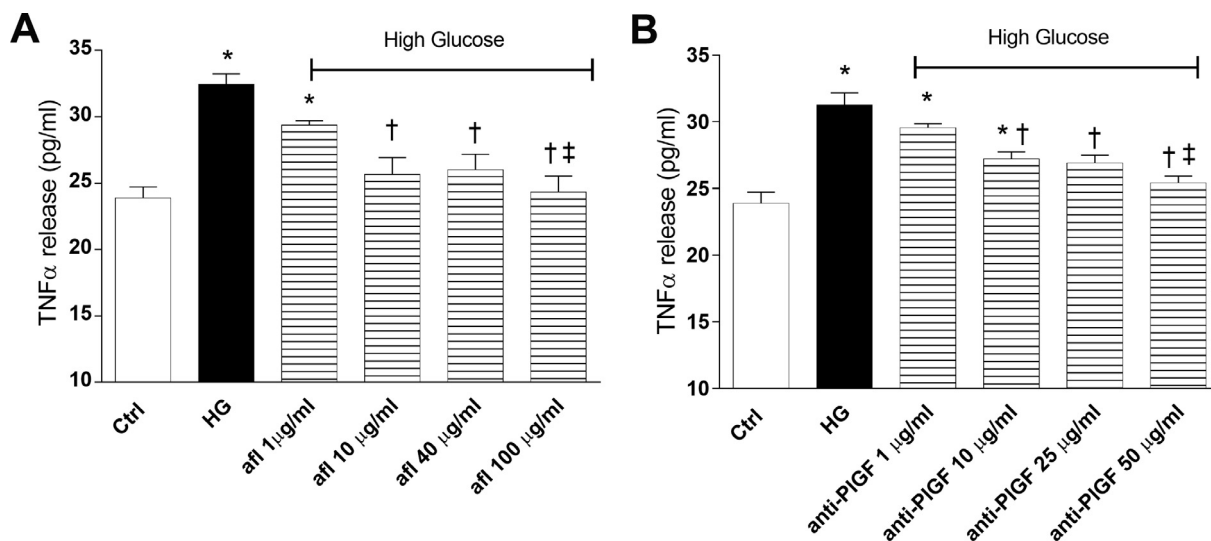 A
High Glucose
TNFα release (pg/ml)
35
30
25
20
15
10
*
*
†
†
†‡
Ctrl
HG
afl 1μg/ml
afl 10 μg/ml
afl 40 μg/ml
afl 100 μg/ml
B
High Glucose
TNFα release (pg/ml)
35
30
25
20
15
10
*
*
*†
†
†‡
Ctrl
HG
anti-PlGF 1 μg/ml
anti-PlGF 10 μg/ml
anti-PlGF 25 μg/ml
anti-PlGF 50 μg/ml